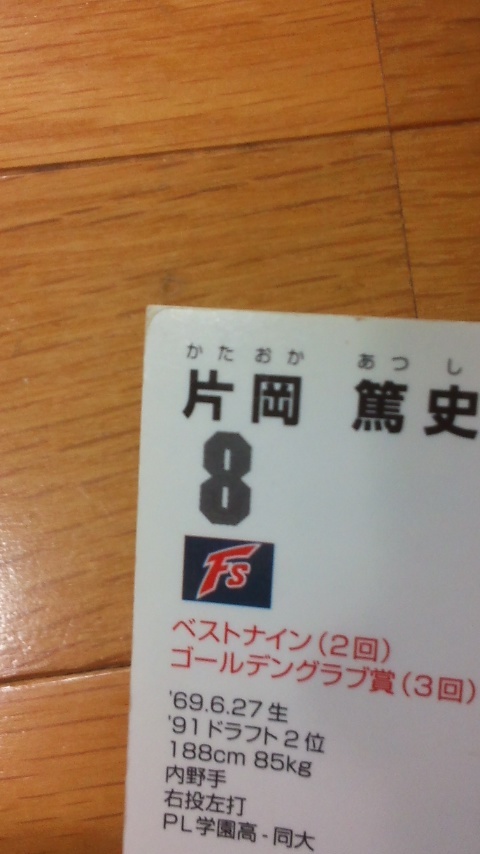 かたおか あつし
片岡 篤史
8
Fs
ベストナイン(2回)
ゴールデングラブ賞(3回)
'69.6.27生
'91ドラフト2位
188cm 85kg
内野手
右投左打
PL学園高-同大